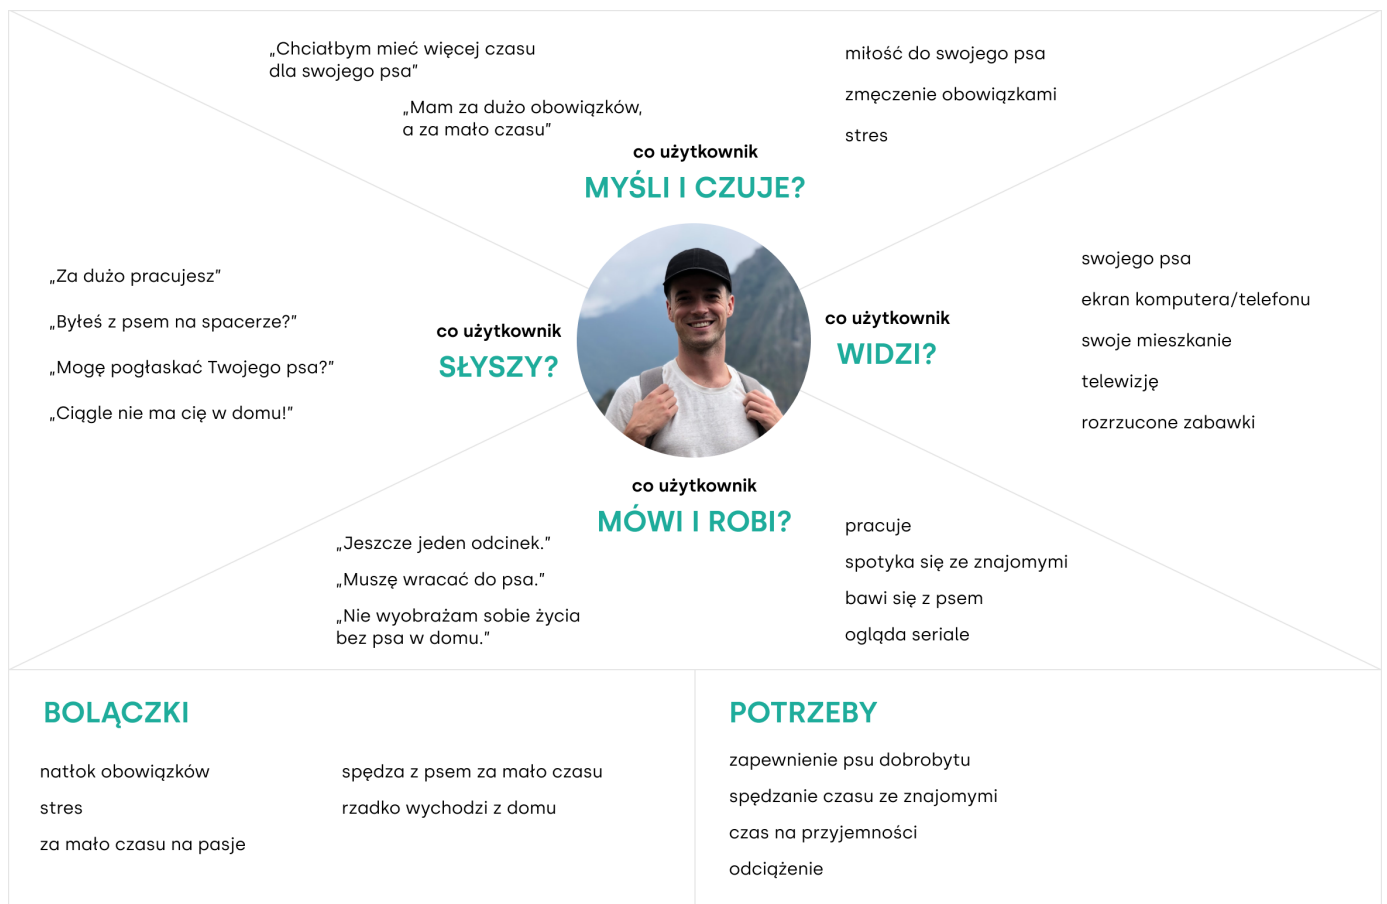 „Chciałbym mieć więcej czasu
dla swojego psa”
„Mam za dużo obowiązków,
a za mało czasu”
miłość do swojego psa
zmęczenie obowiązkami
stres
co użytkownik
MYŚLI I CZUJE?
„Za dużo pracujesz”
„Byłeś z psem na spacerze?”
„Mogę pogłaskać Twojego psa?”
„Ciągle nie ma cię w domu!”
co użytkownik
SŁYSZY?
co użytkownik
WIDZI?
swojego psa
ekran komputera/telefonu
swoje mieszkanie
telewizję
rozrzucone zabawki
co użytkownik
MÓWI I ROBI?
„Jeszcze jeden odcinek.”
„Muszę wracać do psa.”
„Nie wyobrażam sobie życia
bez psa w domu.”
pracuje
spotyka się ze znajomymi
bawi się z psem
ogląda seriale
BOLĄCZKI
natłok obowiązków
stres
za mało czasu na pasje
spędza z psem za mało czasu
rzadko wychodzi z domu
POTRZEBY
zapewnienie psu dobrobytu
spędzanie czasu ze znajomymi
czas na przyjemności
odciążenie